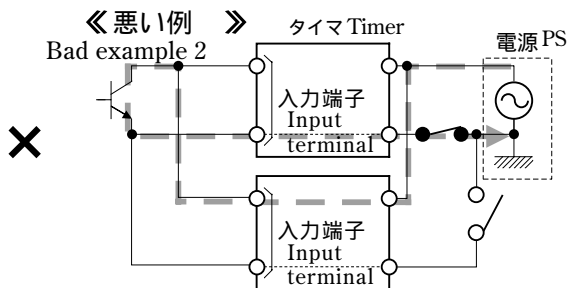 《悪い例 》
Bad example 2
タイマ Timer
電源 PS
入力端子
Input
terminal
入力端子
Input
terminal